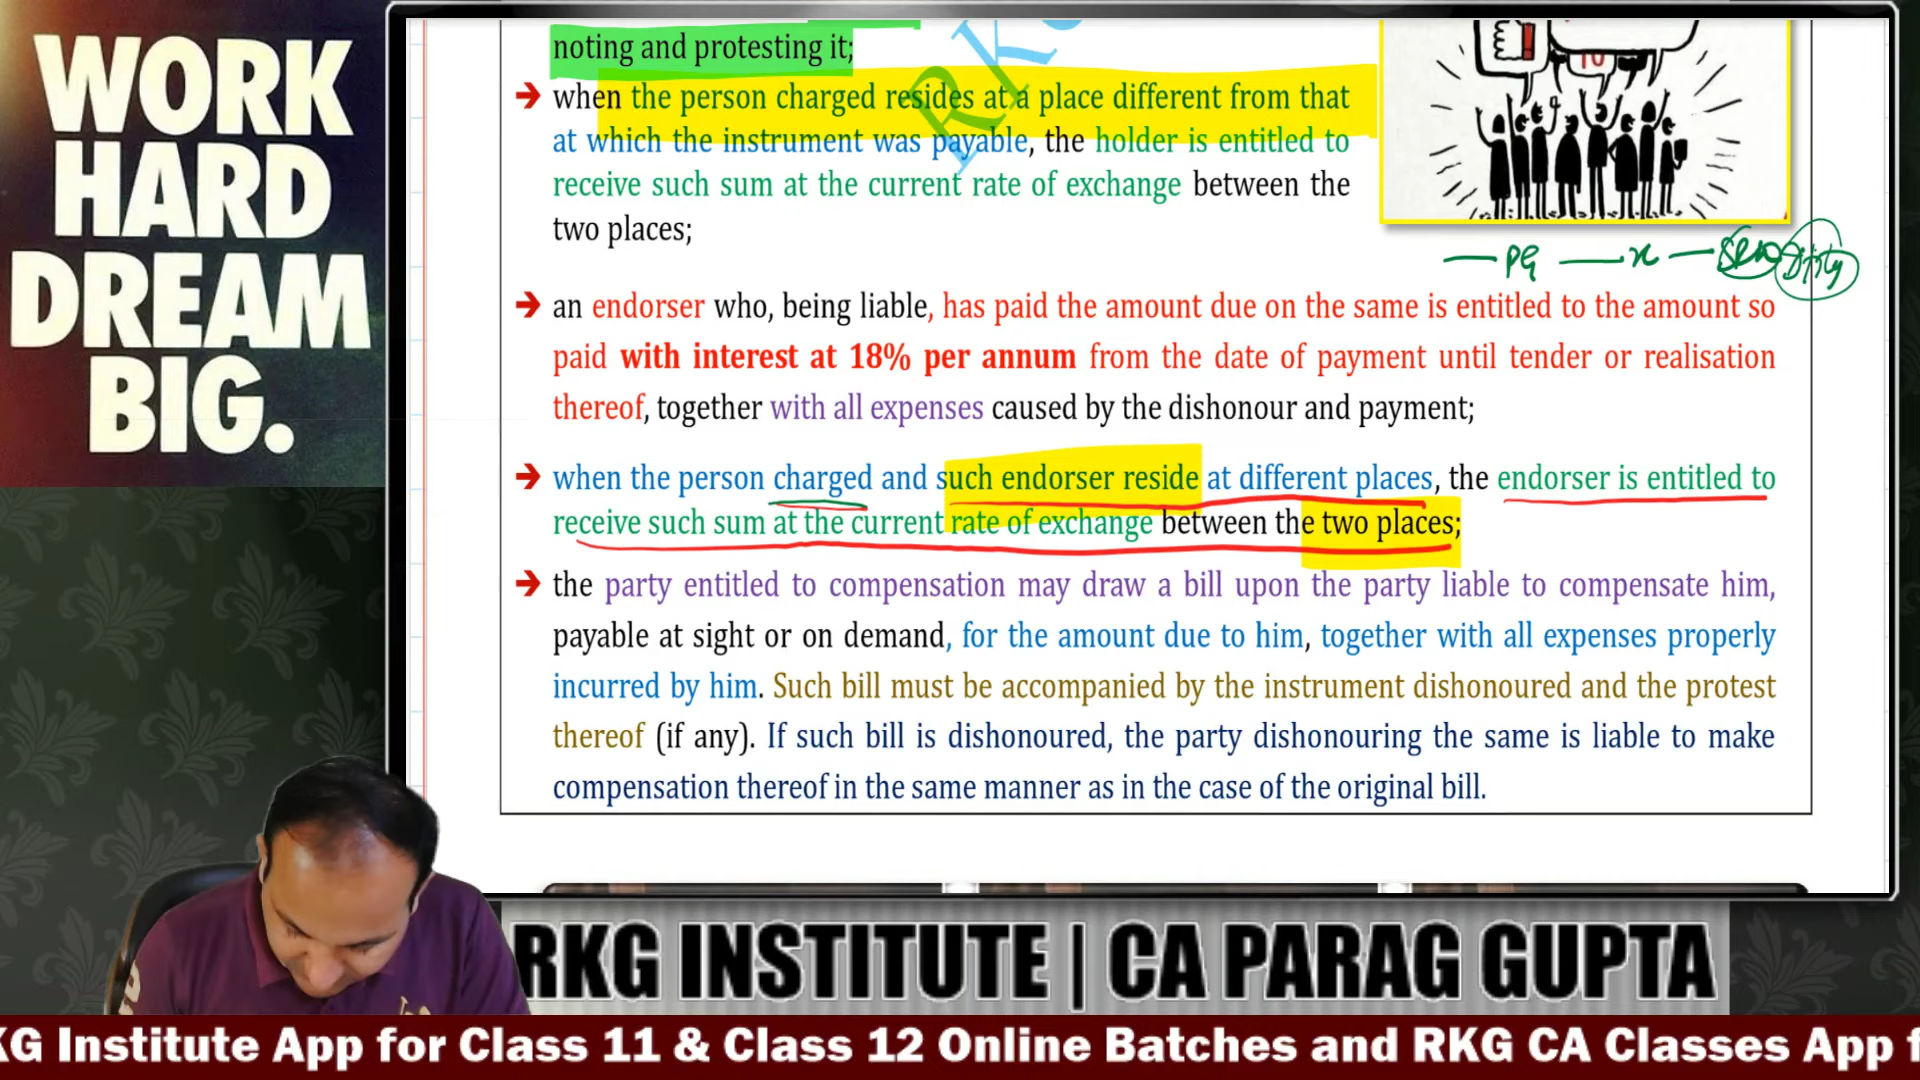 WORK
HARD
DREAM
BIG.
noting and protesting it;
when the person charged resides at a place different from that
at which the instrument was payable, the holder is entitled to
receive such sum at the current rate of exchange between the
two places;
an endorser who, being liable, has paid the amount due on the same is entitled to the amount so
paid with interest at 18% per annum from the date of payment until tender or realisation
thereof, together with all expenses caused by the dishonour and payment;
when the person charged and such endorser reside at different places, the endorser is entitled to
receive such sum at the current rate of exchange between the two places;
the party entitled to compensation may draw a bill upon the party liable to compensate him,
payable at sight or on demand, for the amount due to him, together with all expenses properly
incurred by him. Such bill must be accompanied by the instrument dishonoured and the protest
thereof (if any). If such bill is dishonoured, the party dishonouring the same is liable to make
compensation thereof in the same manner as in the case of the original bill.
RKG INSTITUTE | CA PARAG GUPTA
KG Institute App for Class 11 & Class 12 Online Batches and RKG CA Classes App f